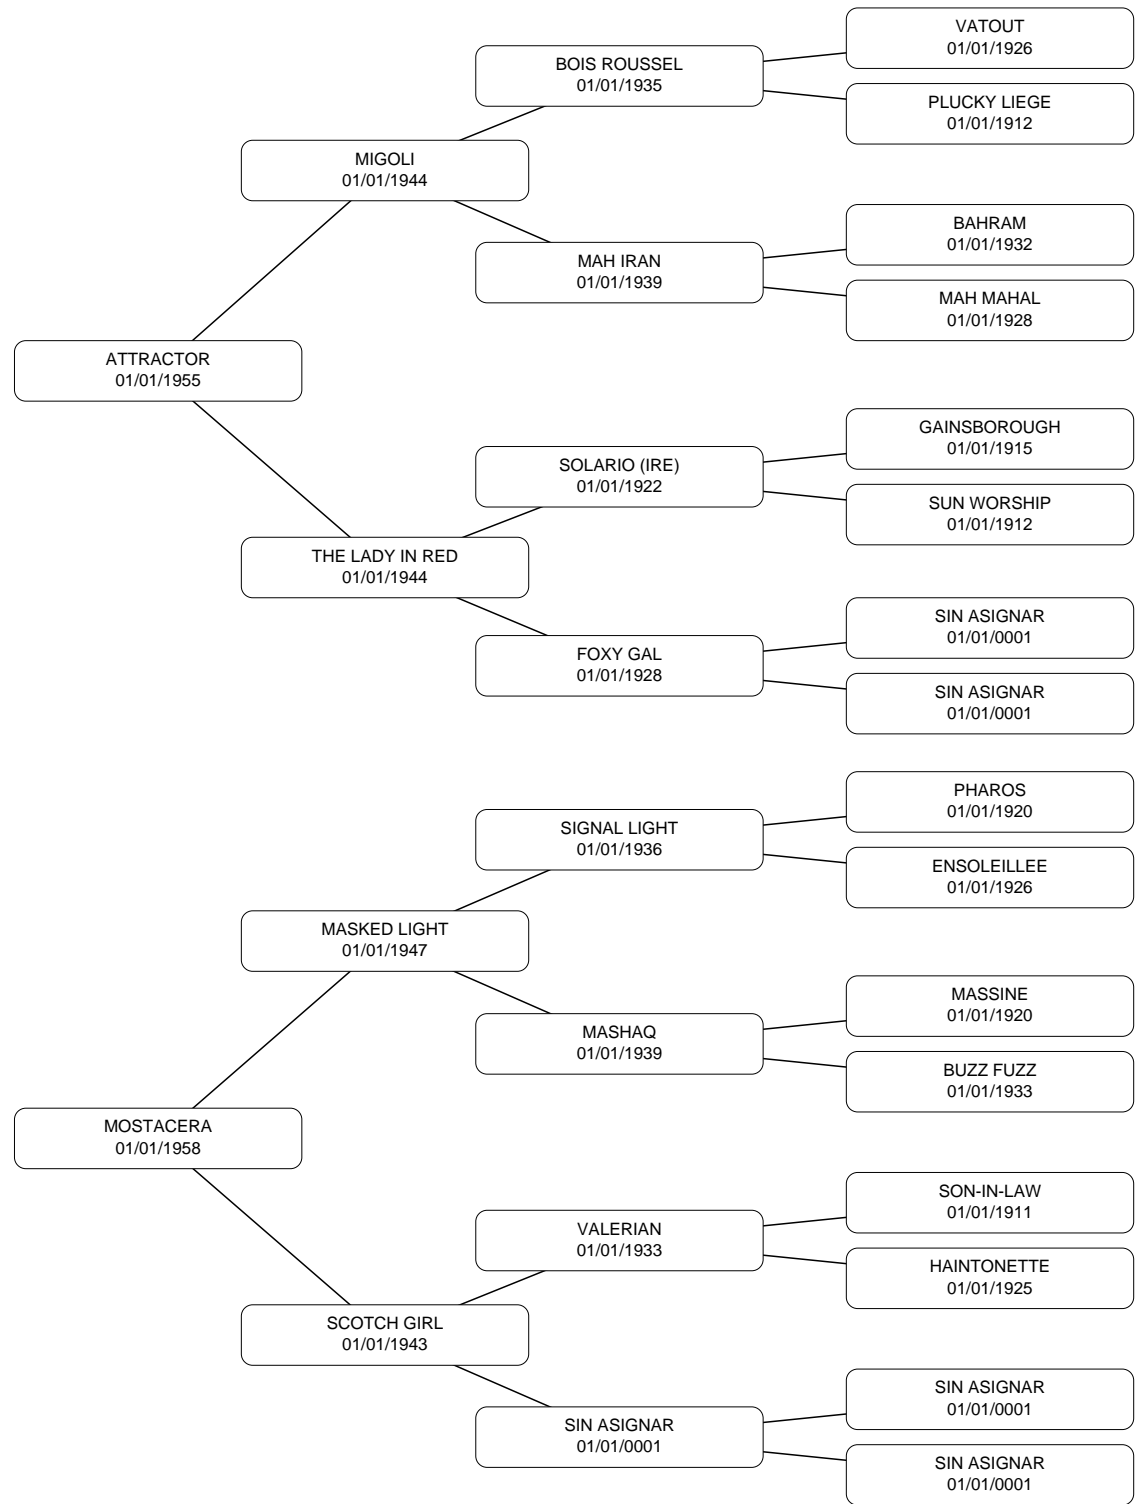 VATOUT
01/01/1926
BOIS ROUSSEL
01/01/1935
PLUCKY LIEGE
01/01/1912
MIGOLI
01/01/1944
BAHRAM
01/01/1932
MAH IRAN
01/01/1939
MAH MAHAL
01/01/1928
ATTRACTOR
01/01/1955
GAINSBOROUGH
01/01/1915
SOLARIO (IRE)
01/01/1922
SUN WORSHIP
01/01/1912
THE LADY IN RED
01/01/1944
SIN ASIGNAR
01/01/0001
FOXY GAL
01/01/1928
SIN ASIGNAR
01/01/0001
PHAROS
01/01/1920
SIGNAL LIGHT
01/01/1936
ENSOLEILLEE
01/01/1926
MASKED LIGHT
01/01/1947
MASSINE
01/01/1920
MASHAQ
01/01/1939
BUZZ FUZZ
01/01/1933
MOSTACERA
01/01/1958
SON-IN-LAW
01/01/1911
VALERIAN
01/01/1933
HAINTONETTE
01/01/1925
SCOTCH GIRL
01/01/1943
SIN ASIGNAR
01/01/0001
SIN ASIGNAR
01/01/0001
SIN ASIGNAR
01/01/0001